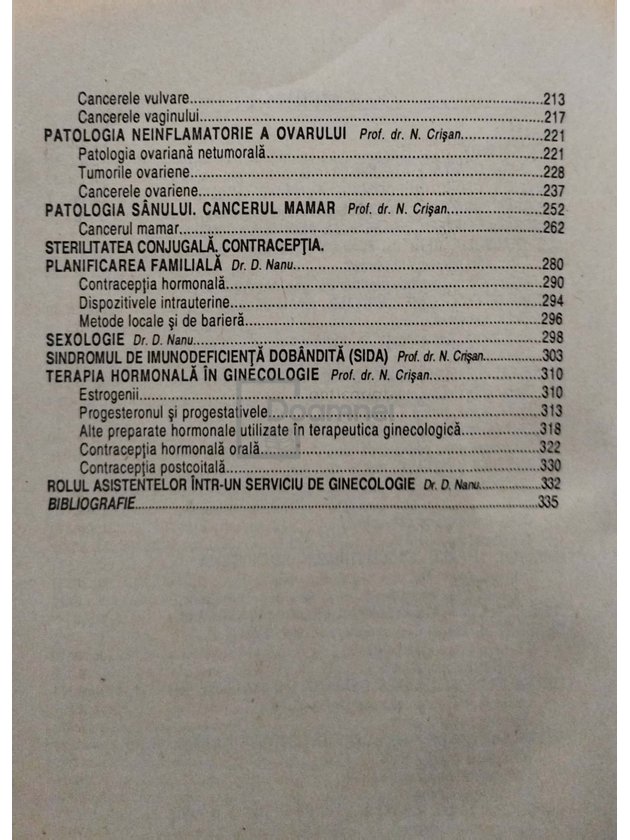 Cancerele vulvare....................213
Cancerele vaginului....................217
PATOLOGIA NEINFLAMATORIE A OVARULUI Prof. dr. N. Crişan....................221
Patologia ovariană netumorală....................221
Tumorile ovariene....................228
Cancerele ovariene....................237
PATOLOGIA SÂNULUI. CANCERUL MAMAR Prof. dr. N. Crişan....................252
Cancerul mamar....................262
STERILITATEA CONJUGALĂ. CONTRACEPŢIA.
PLANIFICAREA FAMILIALĂ Dr. D. Nanu....................280
Contracepţia hormonală....................290
Dispozitivele intrauterine....................294
Metode locale şi de barieră....................296
SEXOLOGIE Dr. D. Nanu....................298
SINDROMUL DE IMUNODEFICIENŢĂ DOBÂNDITĂ (SIDA) Prof. dr. N. Crişan....................303
TERAPIA HORMONALĂ ÎN GINECOLOGIE Prof. dr. N. Crişan....................310
Estrogenii....................310
Progesteronul şi progestativele....................313
Alte preparate hormonale utilizate în terapeutica ginecologică....................318
Contracepţia hormonală orală....................322
Contracepţia postcoitală....................330
ROLUL ASISTENTELOR ÎNTR-UN SERVICIU DE GINECOLOGIE Dr. D. Nanu....................332
BIBLIOGRAFIE....................335